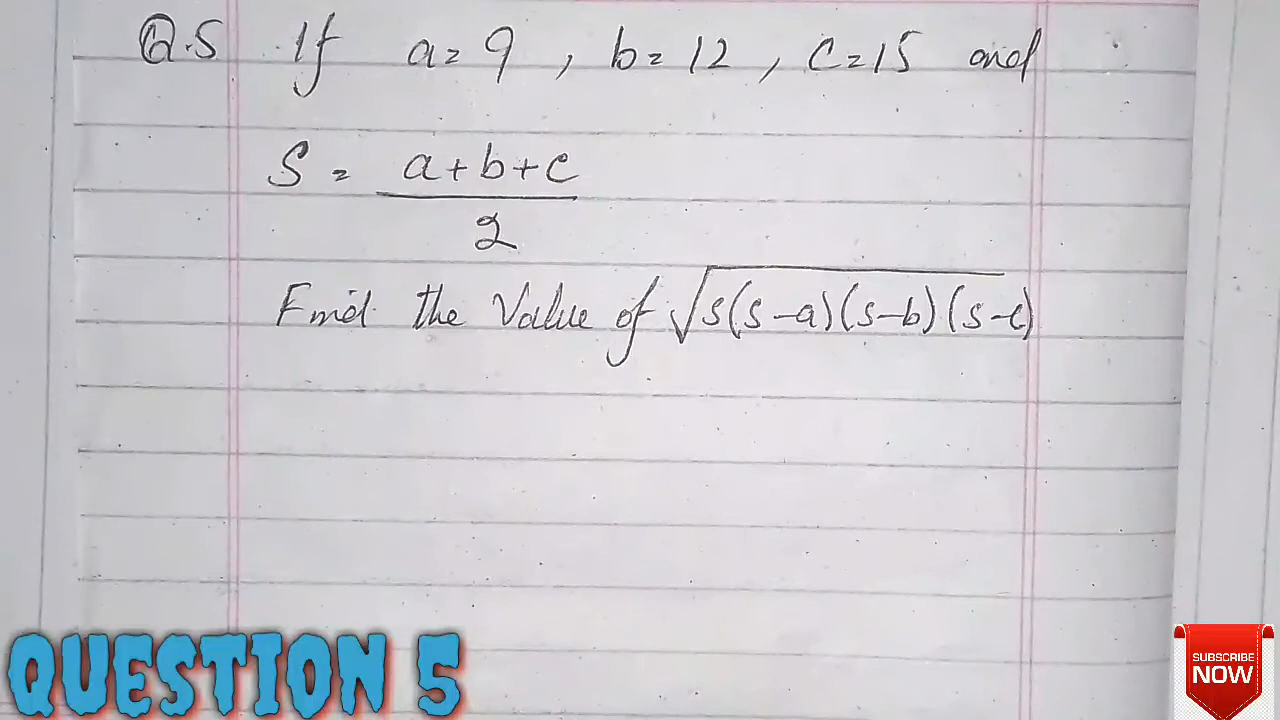 Q.5 If a = 9, b = 12, c = 15 and
S = a+b+c
2
Find the Value of √s(s-a)(s-b)(s-c)
QUESTION 5
SUBSCRIBE
NOW